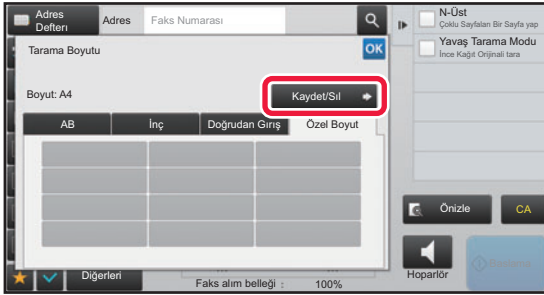 Adres
Defteri
Adres
Faks Numarası
N-Üst
Çoklu Sayfaları Bir Sayfa yap
Yavaş Tarama Modu
İnce Kağıt Orijinali tara
Tarama Boyutu
OK
Boyut: A4
Kaydet/Sıl
AB
İnç
Doğrudan Giriş
Özel Boyut
Önizle
CA
Diğerleri
Faks alım belleği :
100%
Hoparlör